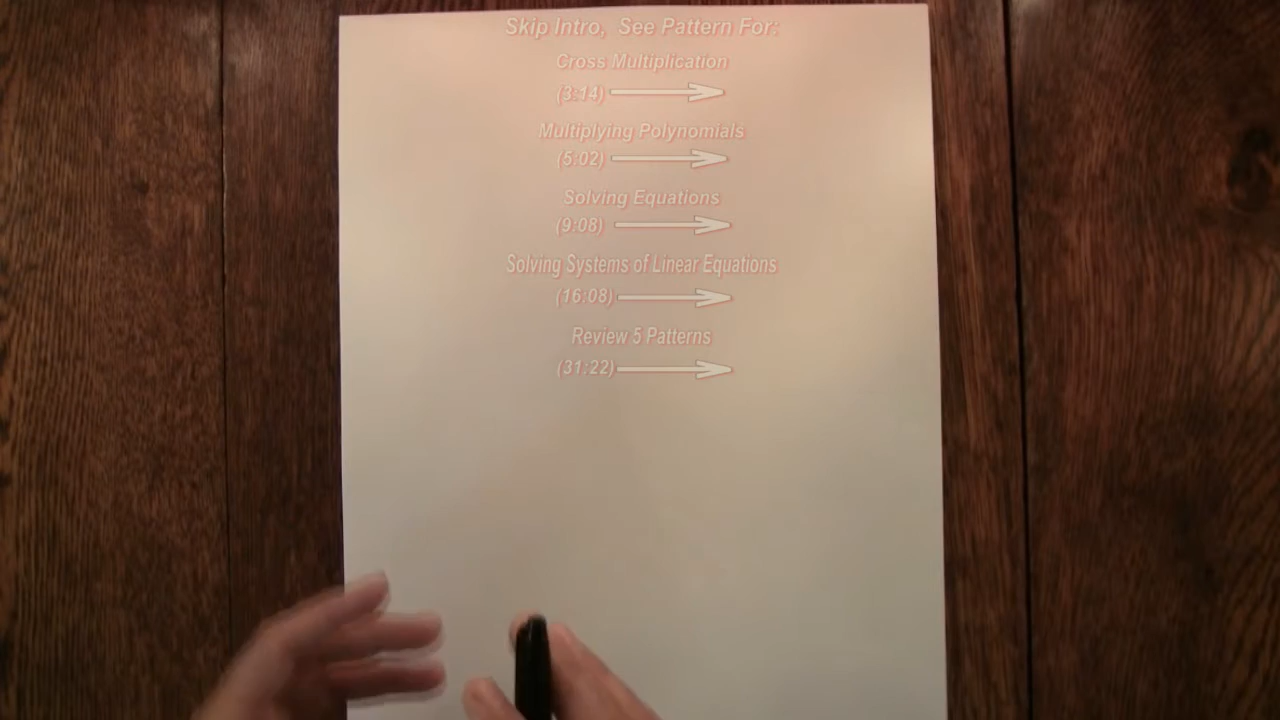 Skip Intro, See Pattern For:
Cross Multiplication
(3:14)
Multiplying Polynomials
(5:02)
Solving Equations
(9:08)
Solving Systems of Linear Equations
(16:08)
Review 5 Patterns
(31:22)